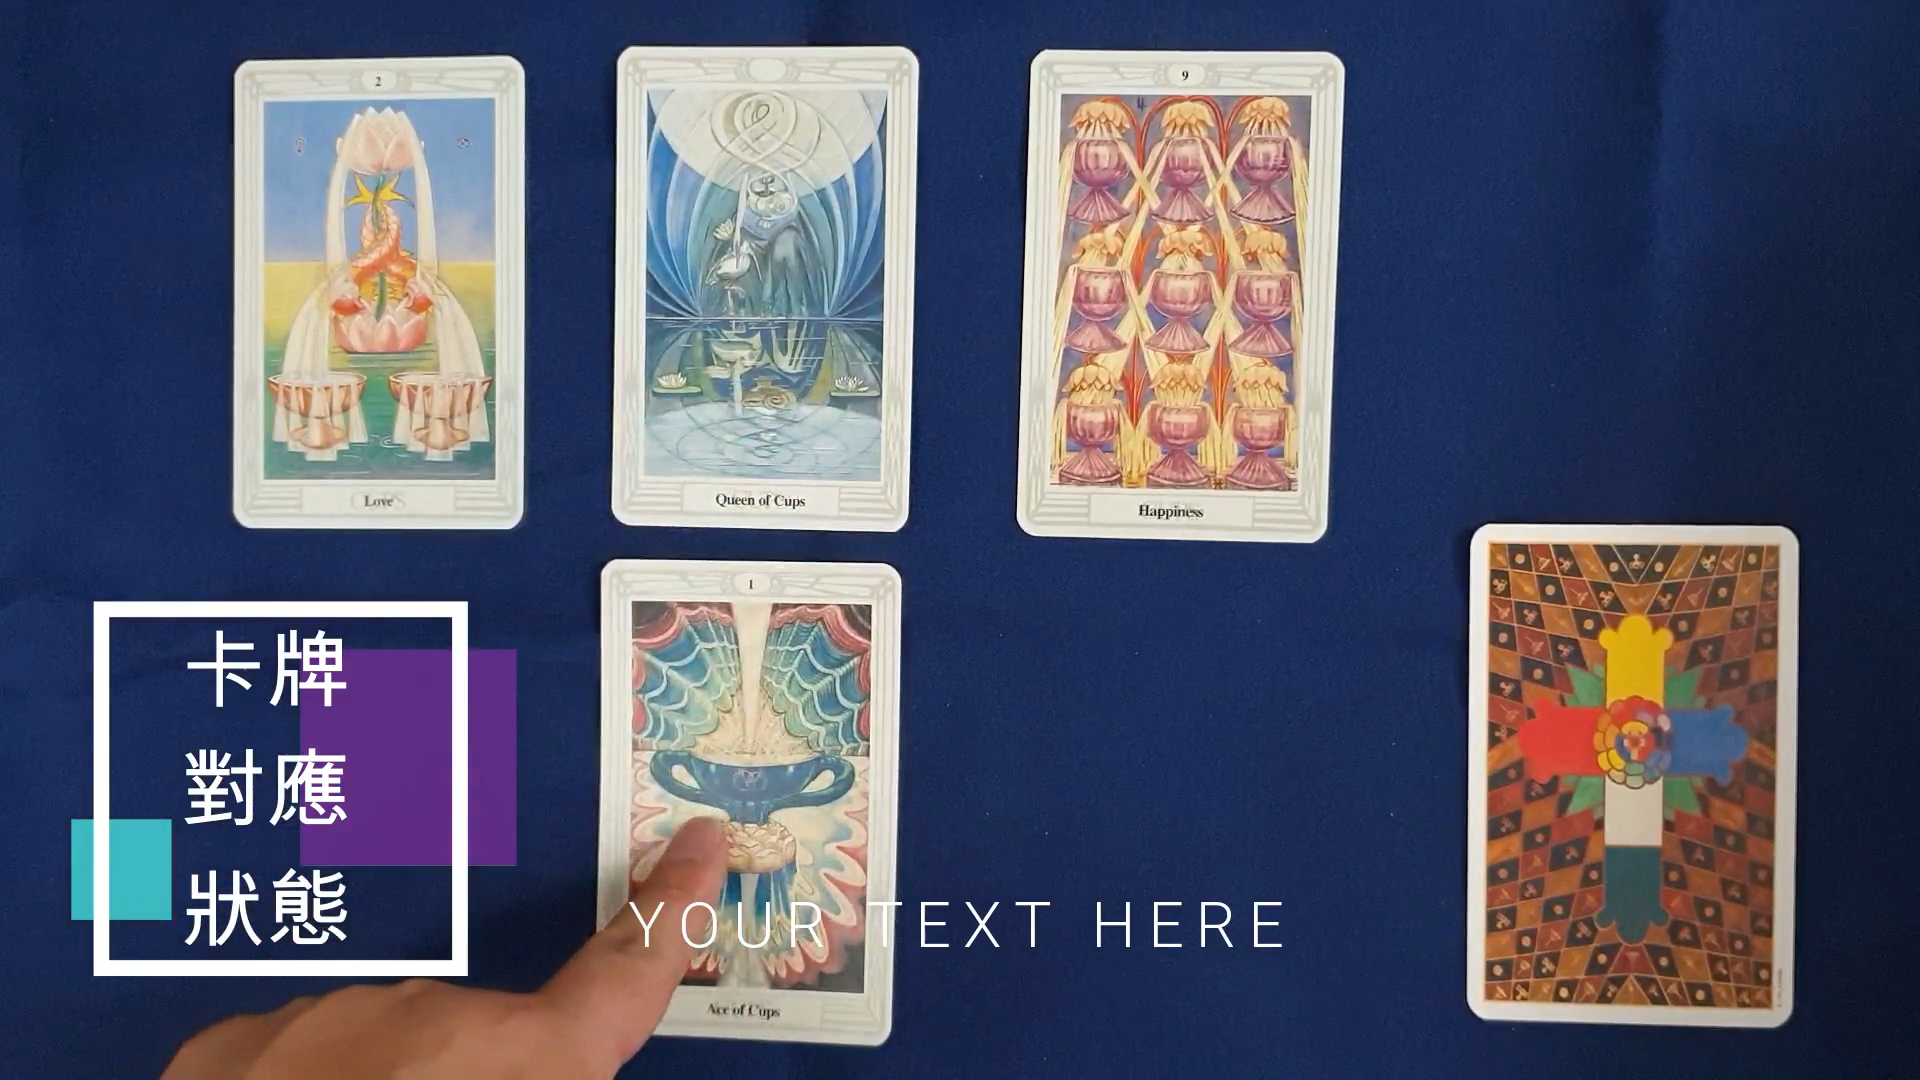 2
9
Love
Queen of Cups
Happiness
1
卡牌
對應
狀態
YOUR TEXT HERE
Ace of Cups